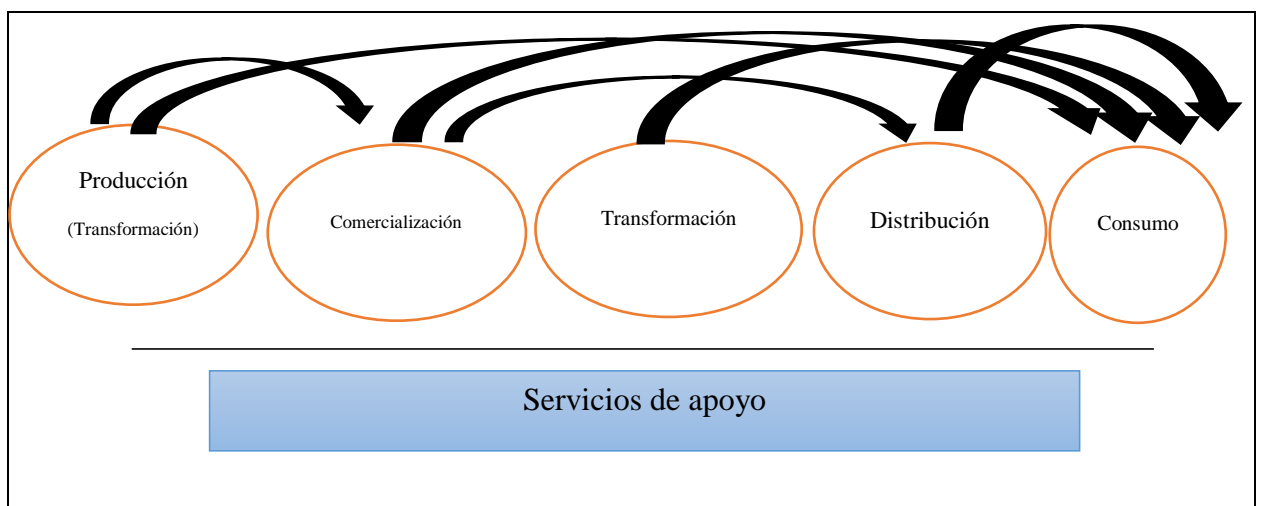 Producción
(Transformación)
Comercialización
Transformación
Distribución
Consumo
Servicios de apoyo